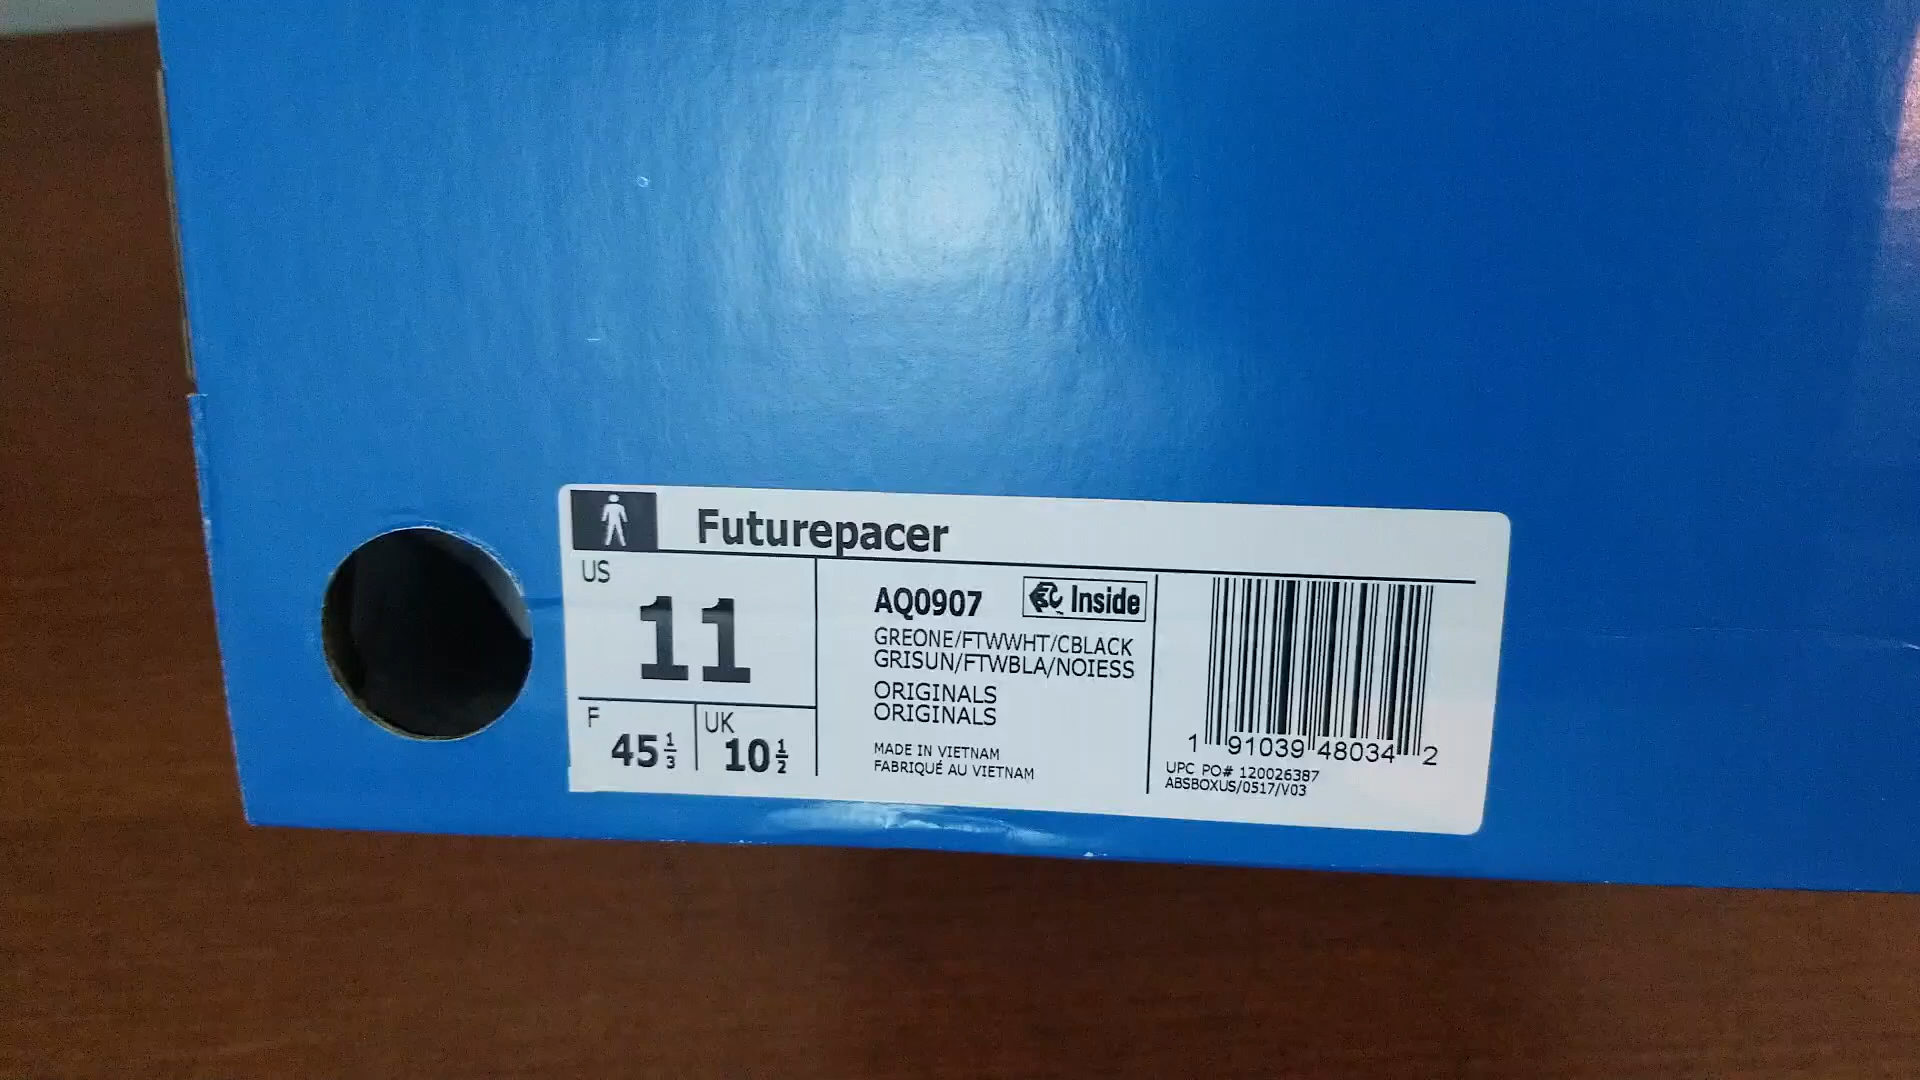 Futurepacer
US
11
F
45 1/3
UK
10 1/2
AQ0907
Inside
GREONE/FTWWHT/CBLACK
GRISUN/FTWBLA/NOIESS
ORIGINALS
ORIGINALS
MADE IN VIETNAM
FABRIQUÉ AU VIETNAM
1 91039 48034 2
UPC PO# 120026387
ABSBOXUS/0517/V03